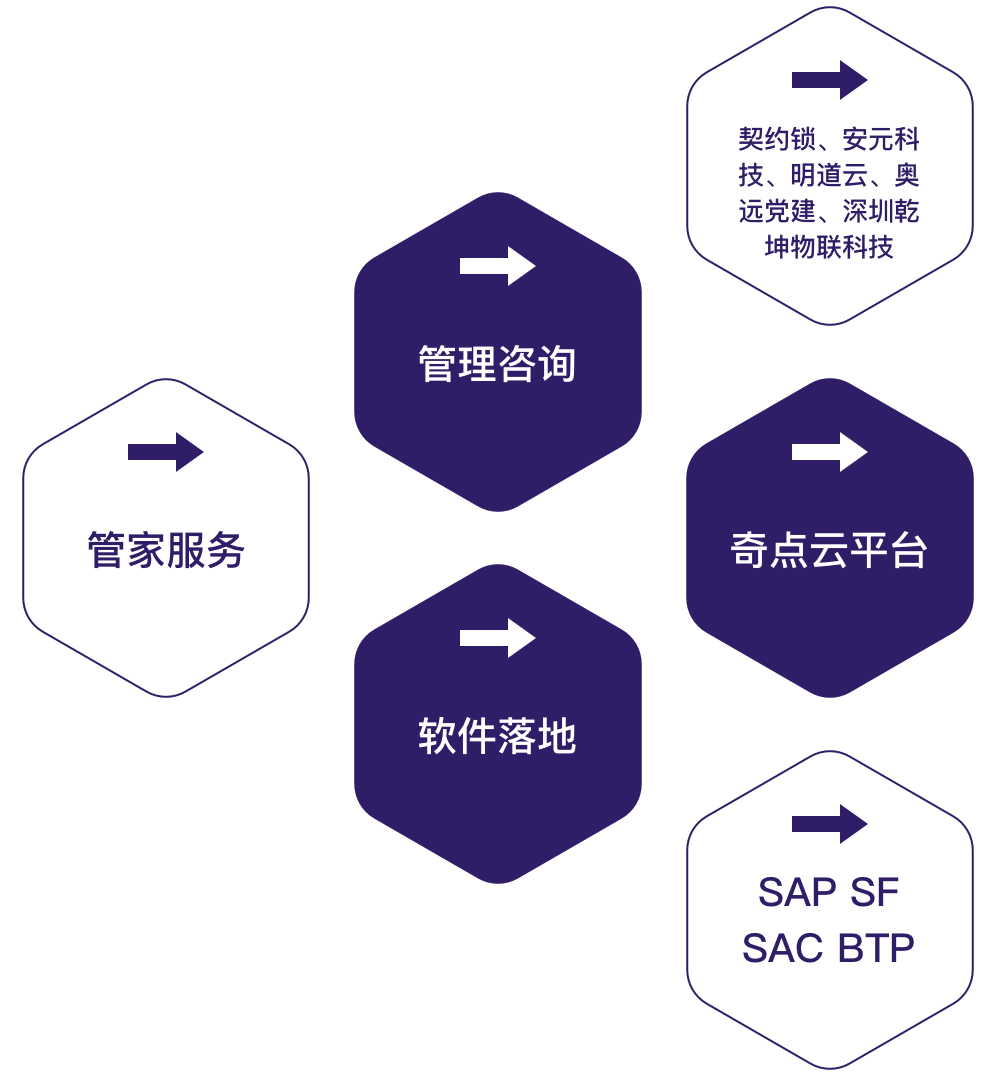 契约锁、安元科
技、明道云、奥
远党建、深圳乾
坤物联科技
管理咨询
管家服务
奇点云平台
软件落地
SAP SF
SAC BTP